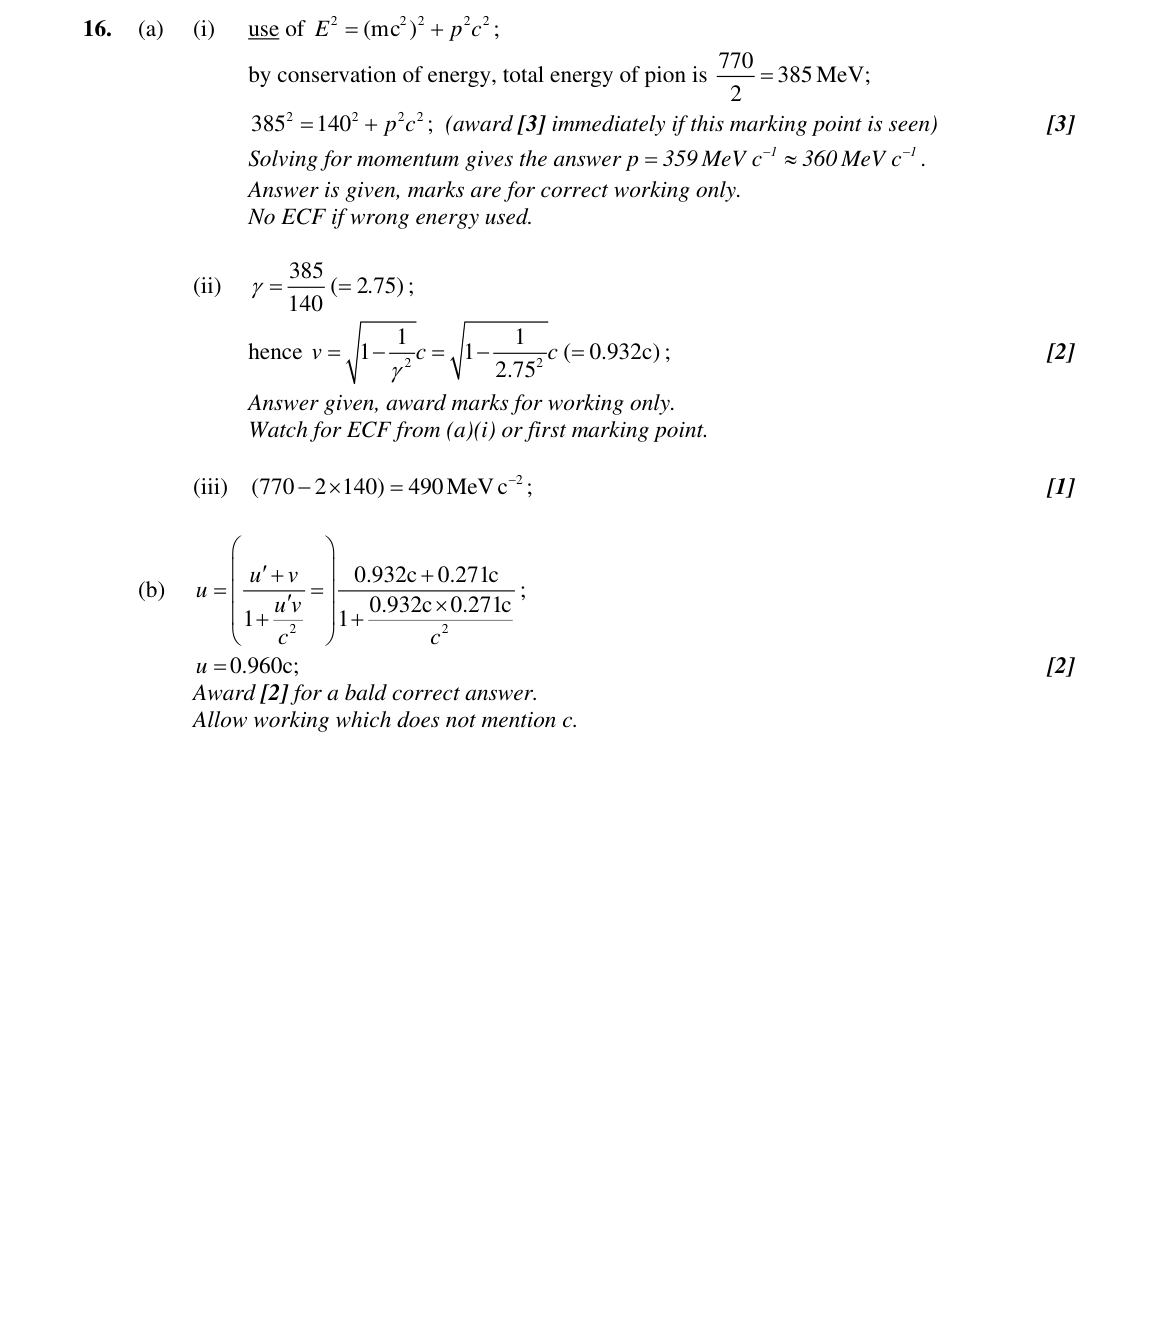 16. (a) (i) use of E² = (mc²)² + p²c² ;
by conservation of energy, total energy of pion is 770/2 = 385 MeV;
385² = 140² + p²c² ; (award [3] immediately if this marking point is seen) [3]
Solving for momentum gives the answer p = 359 MeV c⁻¹ ≈ 360 MeV c⁻¹ .
Answer is given, marks are for correct working only.
No ECF if wrong energy used.
(ii) γ = 385/140 (= 2.75) ;
hence v = √(1 − 1/γ²) c = √(1 − 1/2.75²) c (= 0.932c) ; [2]
Answer given, award marks for working only.
Watch for ECF from (a)(i) or first marking point.
(iii) (770 − 2×140) = 490 MeV c⁻² ; [1]
(b) u = ( (u′ + v)/(1 + u′v/c²) = ) (0.932c + 0.271c)/(1 + (0.932c × 0.271c)/c²) ;
u = 0.960c; [2]
Award [2] for a bald correct answer.
Allow working which does not mention c.